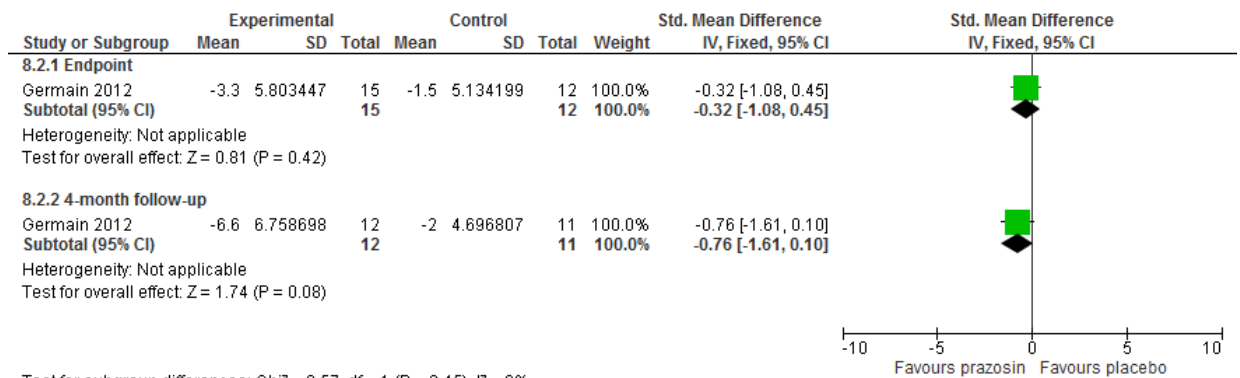 Experimental Control Std. Mean Difference Std. Mean Difference
Study or Subgroup Mean SD Total Mean SD Total Weight IV, Fixed, 95% CI IV, Fixed, 95% CI
8.2.1 Endpoint
Germain 2012 -3.3 5.803447 15 -1.5 5.134199 12 100.0% -0.32 [-1.08, 0.45]
Subtotal (95% CI) 15 12 100.0% -0.32 [-1.08, 0.45]
Heterogeneity: Not applicable
Test for overall effect: Z = 0.81 (P = 0.42)
8.2.2 4-month follow-up
Germain 2012 -6.6 6.758698 12 -2 4.696807 11 100.0% -0.76 [-1.61, 0.10]
Subtotal (95% CI) 12 11 100.0% -0.76 [-1.61, 0.10]
Heterogeneity: Not applicable
Test for overall effect: Z = 1.74 (P = 0.08)
-10 -5 0 5 10
Favours prazosin Favours placebo